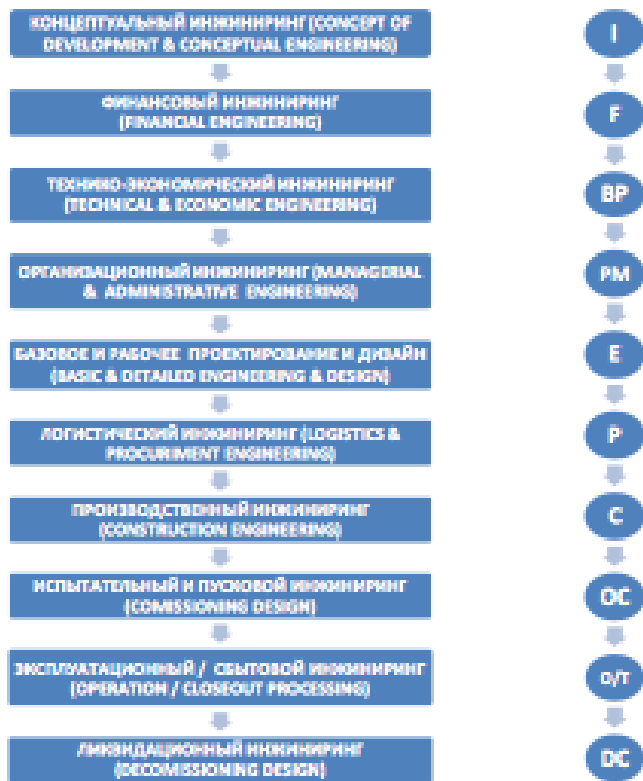 КОНЦЕПТУАЛЬНЫЙ ИНЖИНИРИНГ (CONCEPT OF
DEVELOPMENT & CONCEPTUAL ENGINEERING)
I
ФИНАНСОВЫЙ ИНЖИНИРИНГ
(FINANCIAL ENGINEERING)
F
ТЕХНИКО-ЭКОНОМИЧЕСКИЙ ИНЖИНИРИНГ
(TECHNICAL & ECONOMIC ENGINEERING)
BP
ОРГАНИЗАЦИОННЫЙ ИНЖИНИРИНГ (MANAGERIAL
& ADMINISTRATIVE ENGINEERING)
PM
БАЗОВОЕ И РАБОЧЕЕ ПРОЕКТИРОВАНИЕ И ДИЗАЙН
(BASIC & DETAILED ENGINEERING & DESIGN)
E
ЛОГИСТИЧЕСКИЙ ИНЖИНИРИНГ (LOGISTICS &
PROCURIMENT ENGINEERING)
P
ПРОИЗВОДСТВЕННЫЙ ИНЖИНИРИНГ
(CONSTRUCTION ENGINEERING)
C
ИСПЫТАТЕЛЬНЫЙ И ПУСКОВОЙ ИНЖИНИРИНГ
(COMISSIONING DESIGN)
OC
ЭКСПЛУАТАЦИОННЫЙ / СБЫТОВОЙ ИНЖИНИРИНГ
(OPERATION / CLOSEOUT PROCESSING)
O/T
ЛИКВИДАЦИОННЫЙ ИНЖИНИРИНГ
(DECOMISSIONING DESIGN)
DC